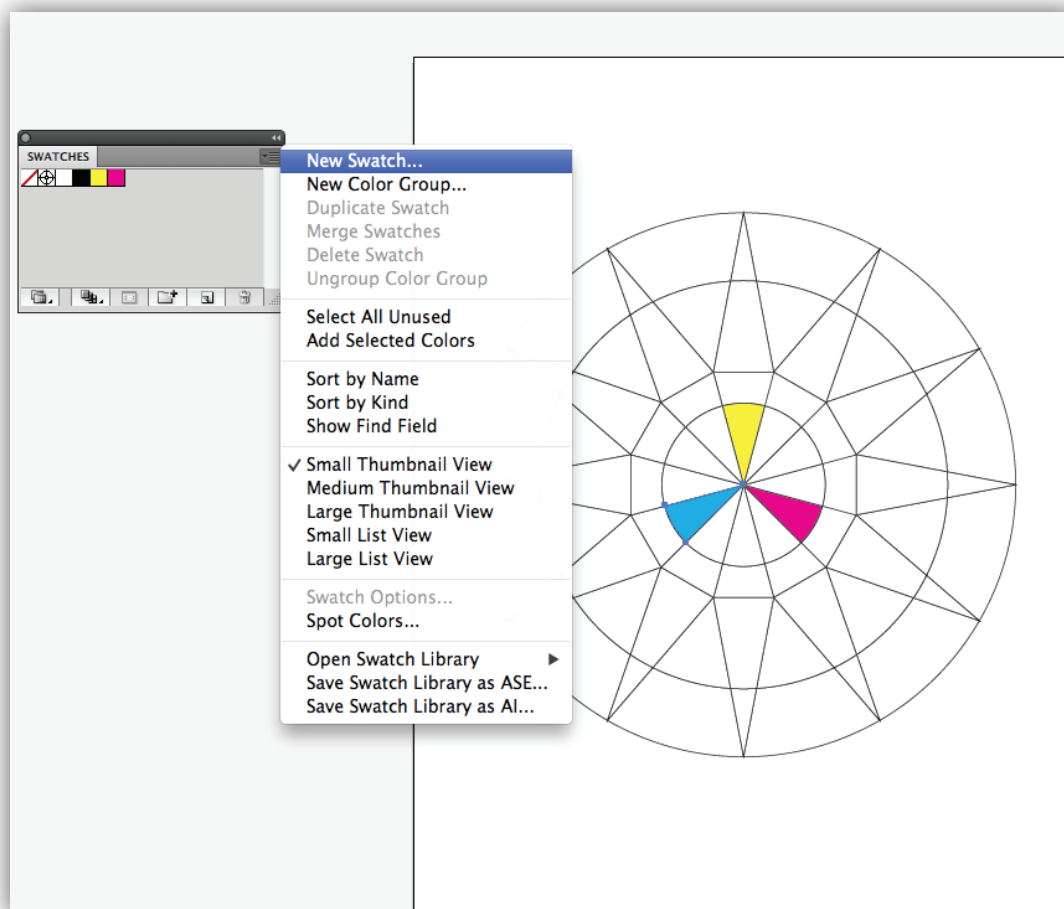 SWATCHES
New Swatch...
New Color Group...
Duplicate Swatch
Merge Swatches
Delete Swatch
Ungroup Color Group
Select All Unused
Add Selected Colors
Sort by Name
Sort by Kind
Show Find Field
Small Thumbnail View
Medium Thumbnail View
Large Thumbnail View
Small List View
Large List View
Swatch Options...
Spot Colors...
Open Swatch Library
Save Swatch Library as ASE...
Save Swatch Library as AI...